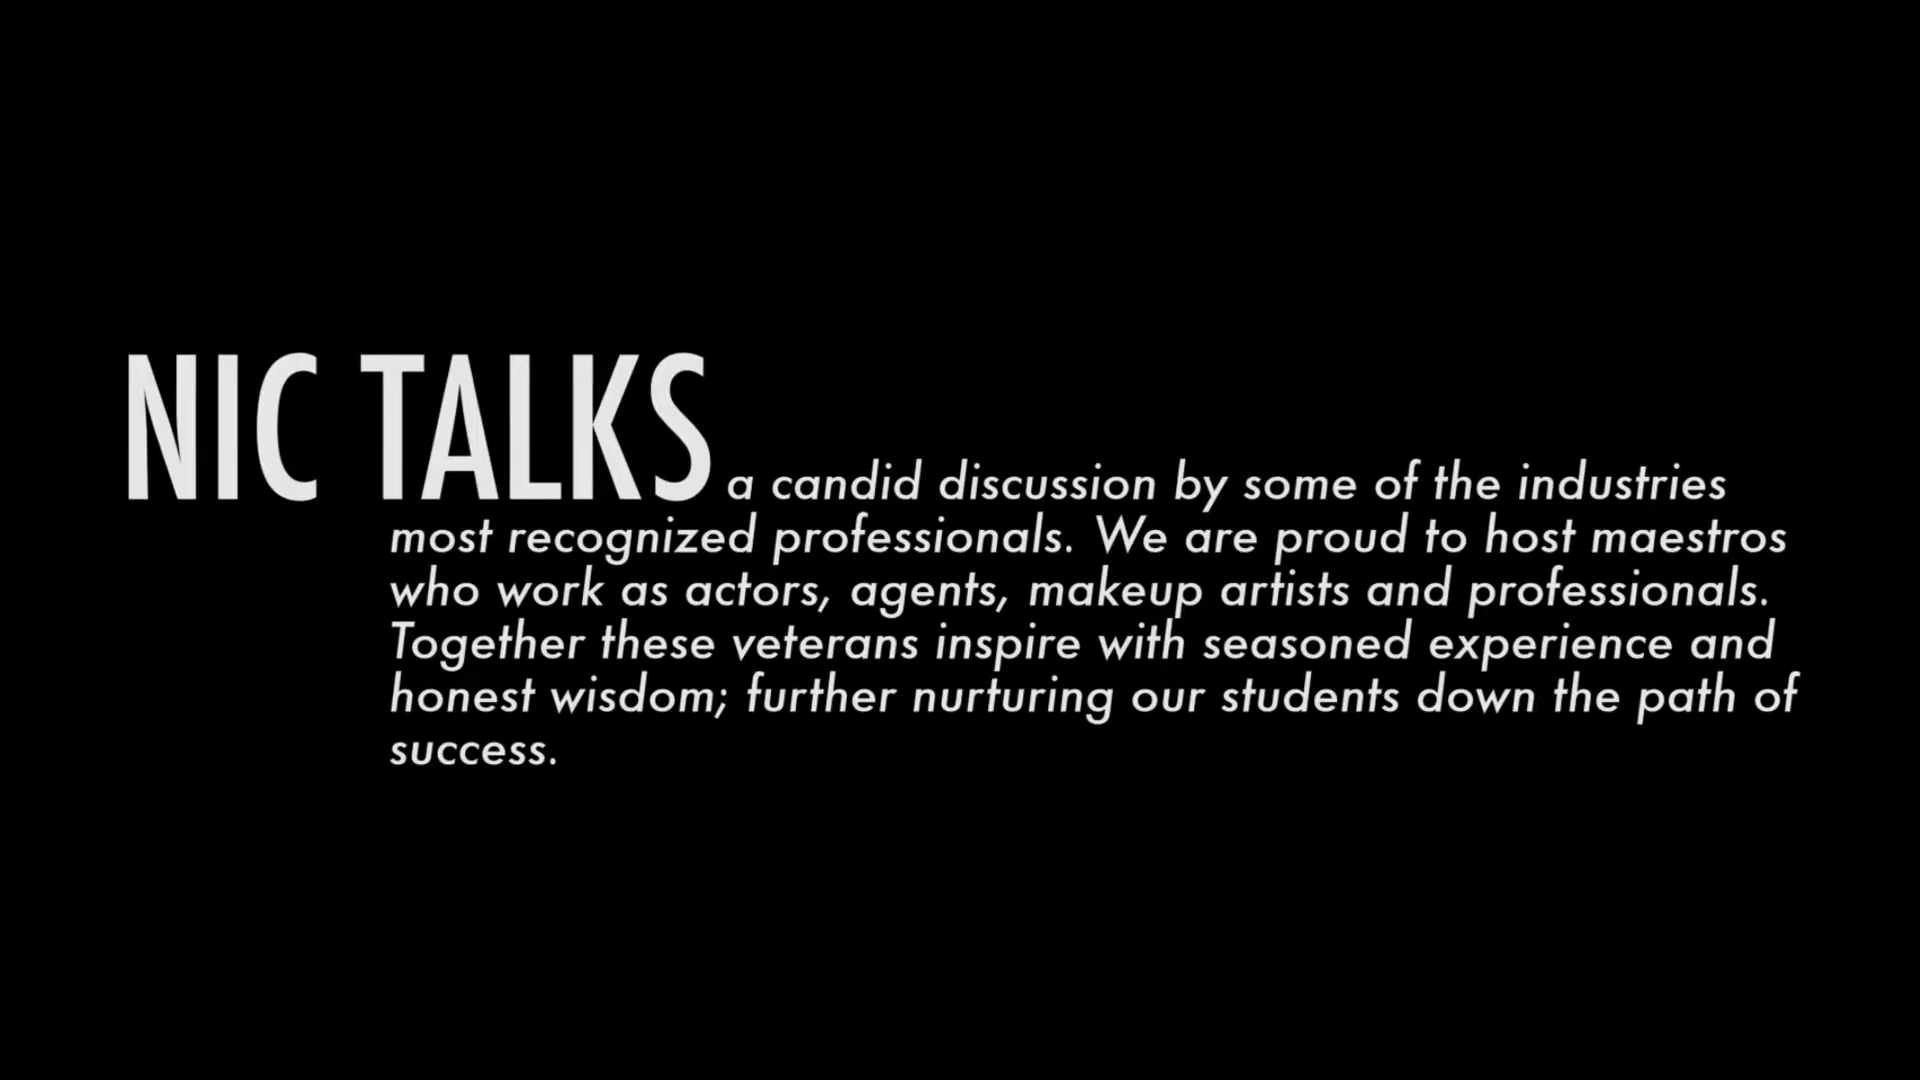 NIC TALKS a candid discussion by some of the industries
most recognized professionals. We are proud to host maestros
who work as actors, agents, makeup artists and professionals.
Together these veterans inspire with seasoned experience and
honest wisdom; further nurturing our students down the path of
success.